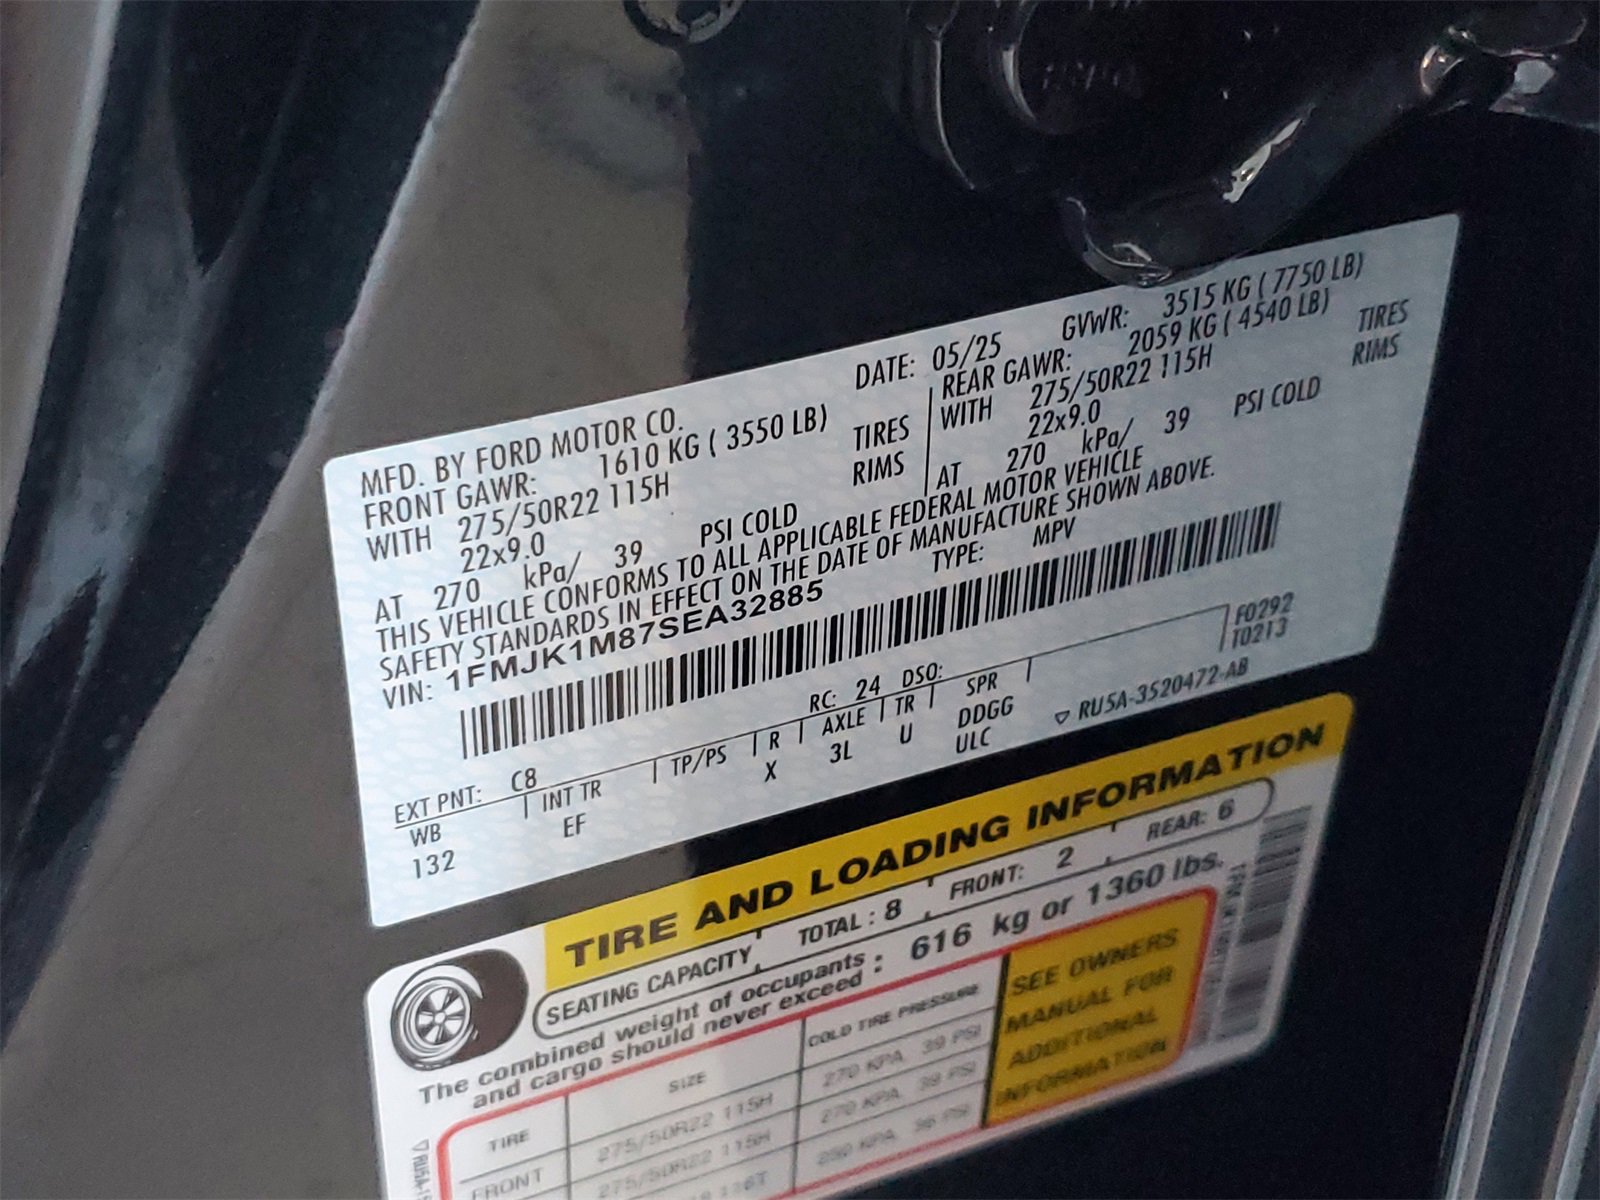 MFD. BY FORD MOTOR CO.
DATE: 05/25
GVWR: 3515 KG ( 7750 LB)
FRONT GAWR: 1610 KG ( 3550 LB)
REAR GAWR: 2059 KG ( 4540 LB)
WITH 275/50R22 115H TIRES
WITH 275/50R22 115H TIRES
22x9.0 RIMS
22x9.0 RIMS
AT 270 kPa/ 39 PSI COLD
AT 270 kPa/ 39 PSI COLD
THIS VEHICLE CONFORMS TO ALL APPLICABLE FEDERAL MOTOR VEHICLE
SAFETY STANDARDS IN EFFECT ON THE DATE OF MANUFACTURE SHOWN ABOVE.
VIN: 1FMJK1M87SEA32885
TYPE: MPV
F0292
T0213
EXT PNT: C8 RC: 24 DSO:
WB INT TR TP/PS R AXLE TR SPR
132 EF X 3L U DDGG
ULC
▽ RU5A-3520472-AB
TIRE AND LOADING INFORMATION
SEATING CAPACITY TOTAL : 8 FRONT: 2 REAR: 6
The combined weight of occupants
and cargo should never exceed : 616 kg or 1360 lbs.
TIRE SIZE COLD TIRE PRESSURE
FRONT 275/50R22 115H 270 KPA 39 PSI
275/50R22 115H 270 KPA 39 PSI
SEE OWNERS
MANUAL FOR
ADDITIONAL
INFORMATION